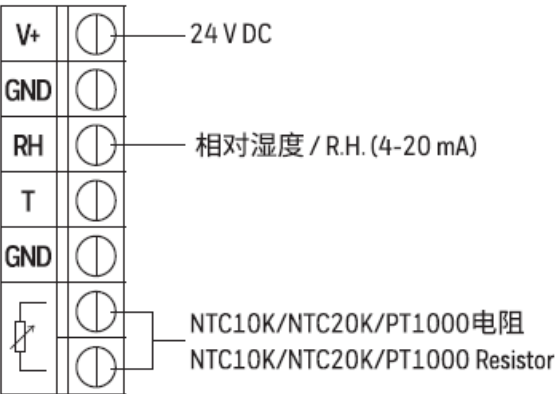 V+ 24 V DC
GND
RH 相对湿度 / R.H. (4-20 mA)
T
GND
NTC10K/NTC20K/PT1000电阻
NTC10K/NTC20K/PT1000 Resistor